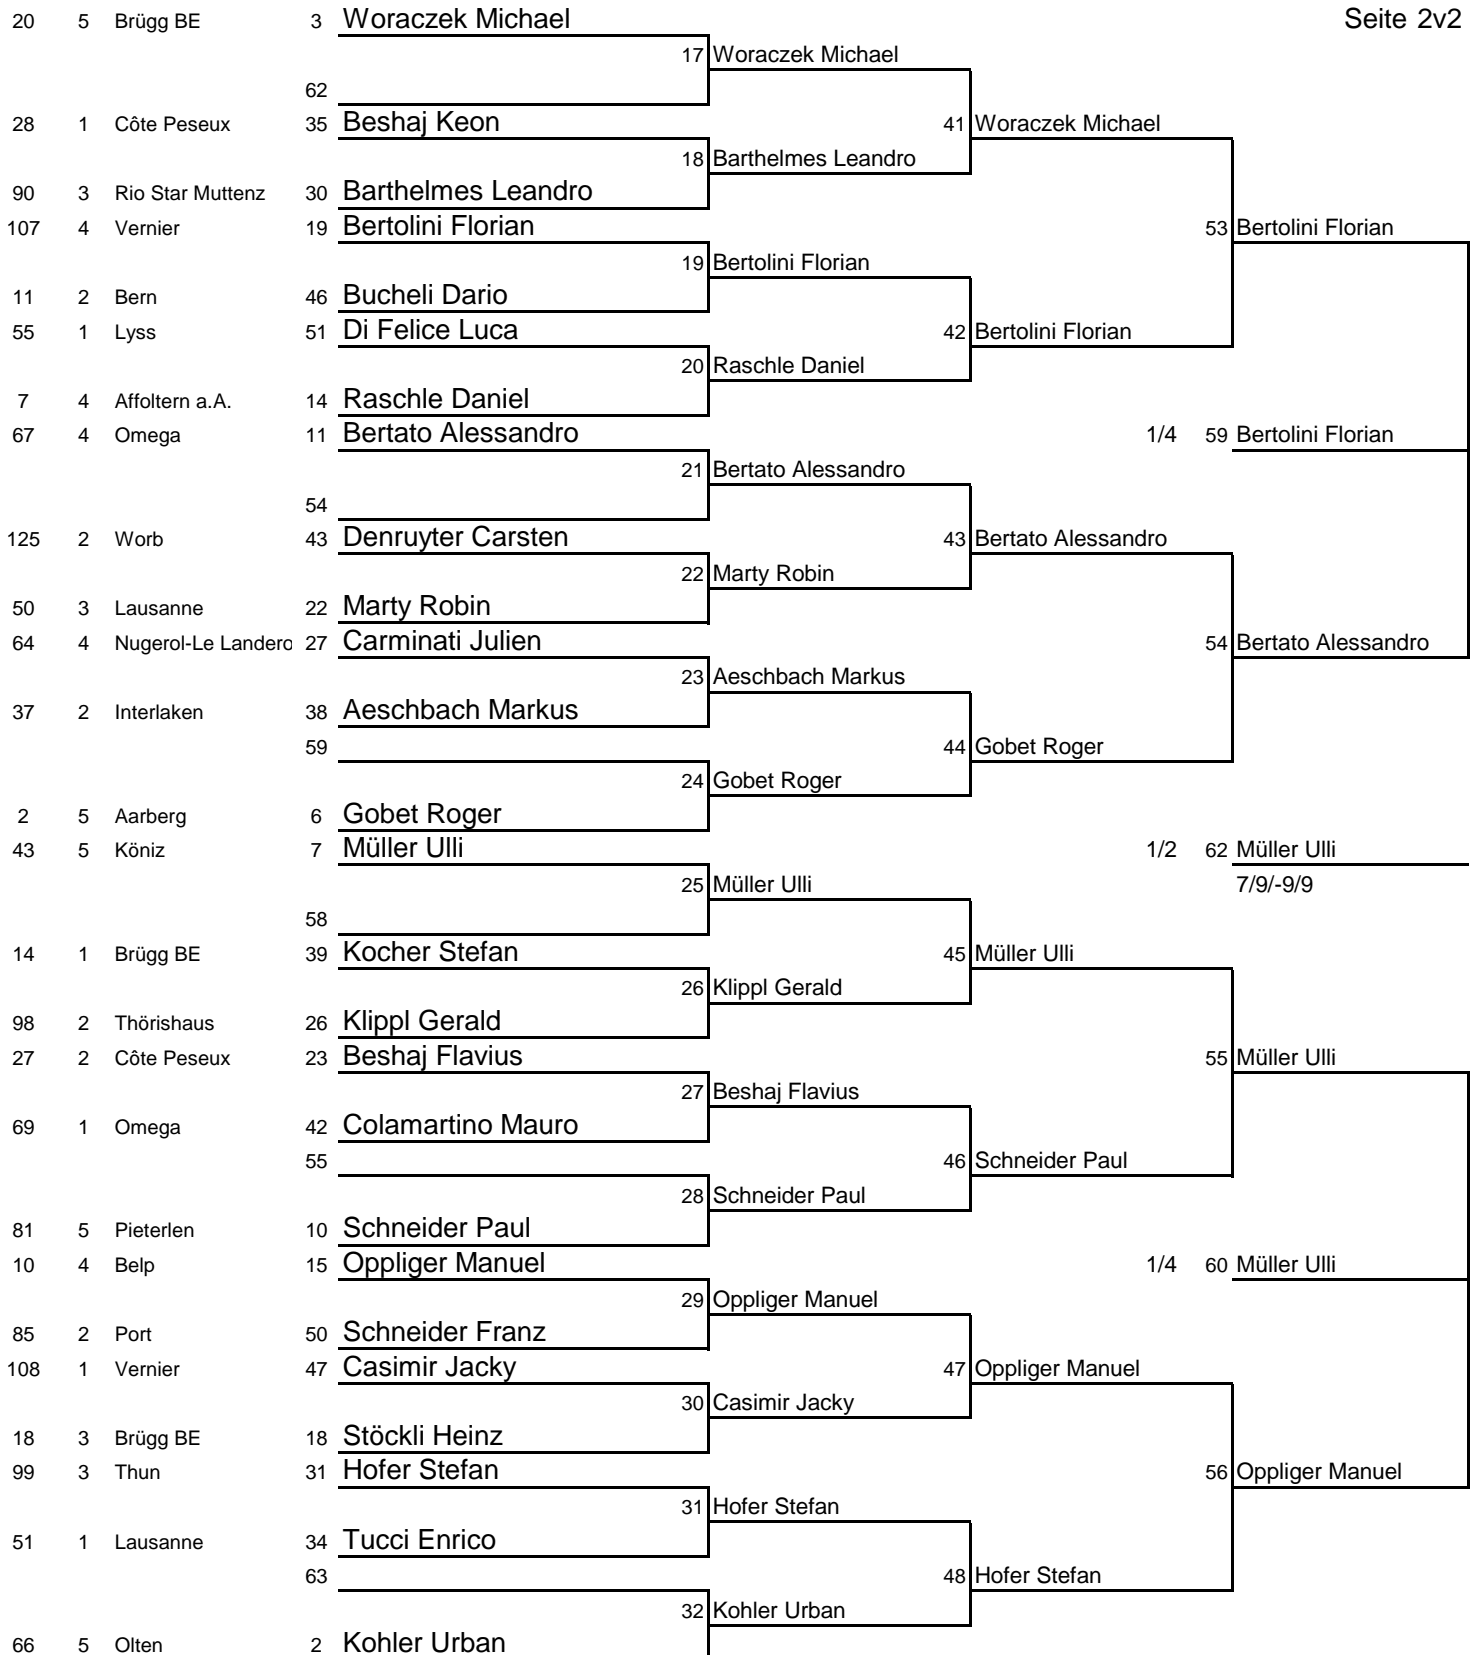 20 5 Brügg BE 3 Woraczek Michael Seite 2v2
17 Woraczek Michael
62
28 1 Côte Peseux 35 Beshaj Keon 41 Woraczek Michael
18 Barthelmes Leandro
90 3 Rio Star Muttenz 30 Barthelmes Leandro
107 4 Vernier 19 Bertolini Florian 53 Bertolini Florian
19 Bertolini Florian
11 2 Bern 46 Bucheli Dario
55 1 Lyss 51 Di Felice Luca 42 Bertolini Florian
20 Raschle Daniel
7 4 Affoltern a.A. 14 Raschle Daniel
67 4 Omega 11 Bertato Alessandro 1/4 59 Bertolini Florian
21 Bertato Alessandro
54
125 2 Worb 43 Denruyter Carsten 43 Bertato Alessandro
22 Marty Robin
50 3 Lausanne 22 Marty Robin
64 4 Nugerol-Le Landero 27 Carminati Julien 54 Bertato Alessandro
23 Aeschbach Markus
37 2 Interlaken 38 Aeschbach Markus
59 44 Gobet Roger
24 Gobet Roger
2 5 Aarberg 6 Gobet Roger
43 5 Köniz 7 Müller Ulli 1/2 62 Müller Ulli
25 Müller Ulli 7/9/-9/9
58
14 1 Brügg BE 39 Kocher Stefan 45 Müller Ulli
26 Klippl Gerald
98 2 Thörishaus 26 Klippl Gerald
27 2 Côte Peseux 23 Beshaj Flavius 55 Müller Ulli
27 Beshaj Flavius
69 1 Omega 42 Colamartino Mauro
55 46 Schneider Paul
28 Schneider Paul
81 5 Pieterlen 10 Schneider Paul
10 4 Belp 15 Oppliger Manuel 1/4 60 Müller Ulli
29 Oppliger Manuel
85 2 Port 50 Schneider Franz
108 1 Vernier 47 Casimir Jacky 47 Oppliger Manuel
30 Casimir Jacky
18 3 Brügg BE 18 Stöckli Heinz
99 3 Thun 31 Hofer Stefan 56 Oppliger Manuel
31 Hofer Stefan
51 1 Lausanne 34 Tucci Enrico
63 48 Hofer Stefan
32 Kohler Urban
66 5 Olten 2 Kohler Urban